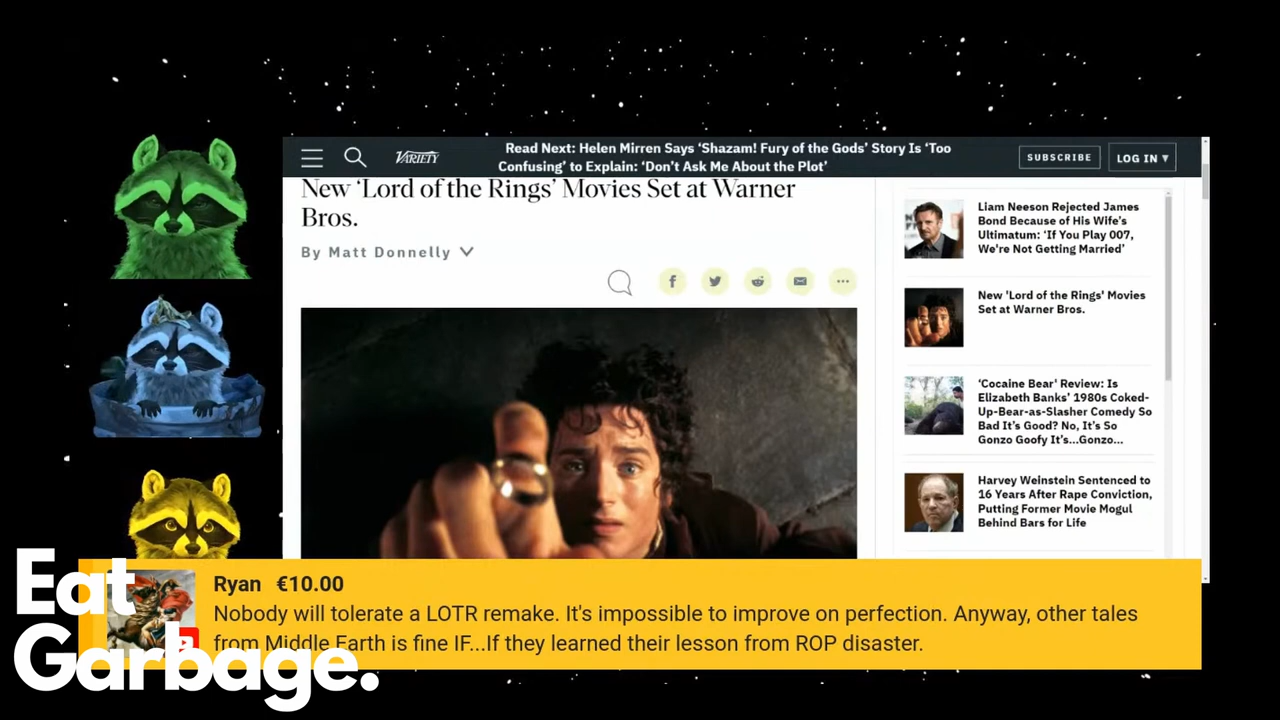 VARIETY
Read Next: Helen Mirren Says ‘Shazam! Fury of the Gods’ Story Is ‘Too
Confusing’ to Explain: ‘Don’t Ask Me About the Plot’
SUBSCRIBE
LOG IN ▾
New ‘Lord of the Rings’ Movies Set at Warner
Bros.
By Matt Donnelly
Liam Neeson Rejected James
Bond Because of His Wife’s
Ultimatum: ‘If You Play 007,
We’re Not Getting Married’
New 'Lord of the Rings' Movies
Set at Warner Bros.
‘Cocaine Bear’ Review: Is
Elizabeth Banks’ 1980s Coked-
Up-Bear-as-Slasher Comedy So
Bad It’s Good? No, It’s So
Gonzo Goofy It’s…Gonzo…
Harvey Weinstein Sentenced to
16 Years After Rape Conviction,
Putting Former Movie Mogul
Behind Bars for Life
Ryan €10.00
Nobody will tolerate a LOTR remake. It's impossible to improve on perfection. Anyway, other tales
from Middle Earth is fine IF...If they learned their lesson from ROP disaster.
Eat
Garbage.